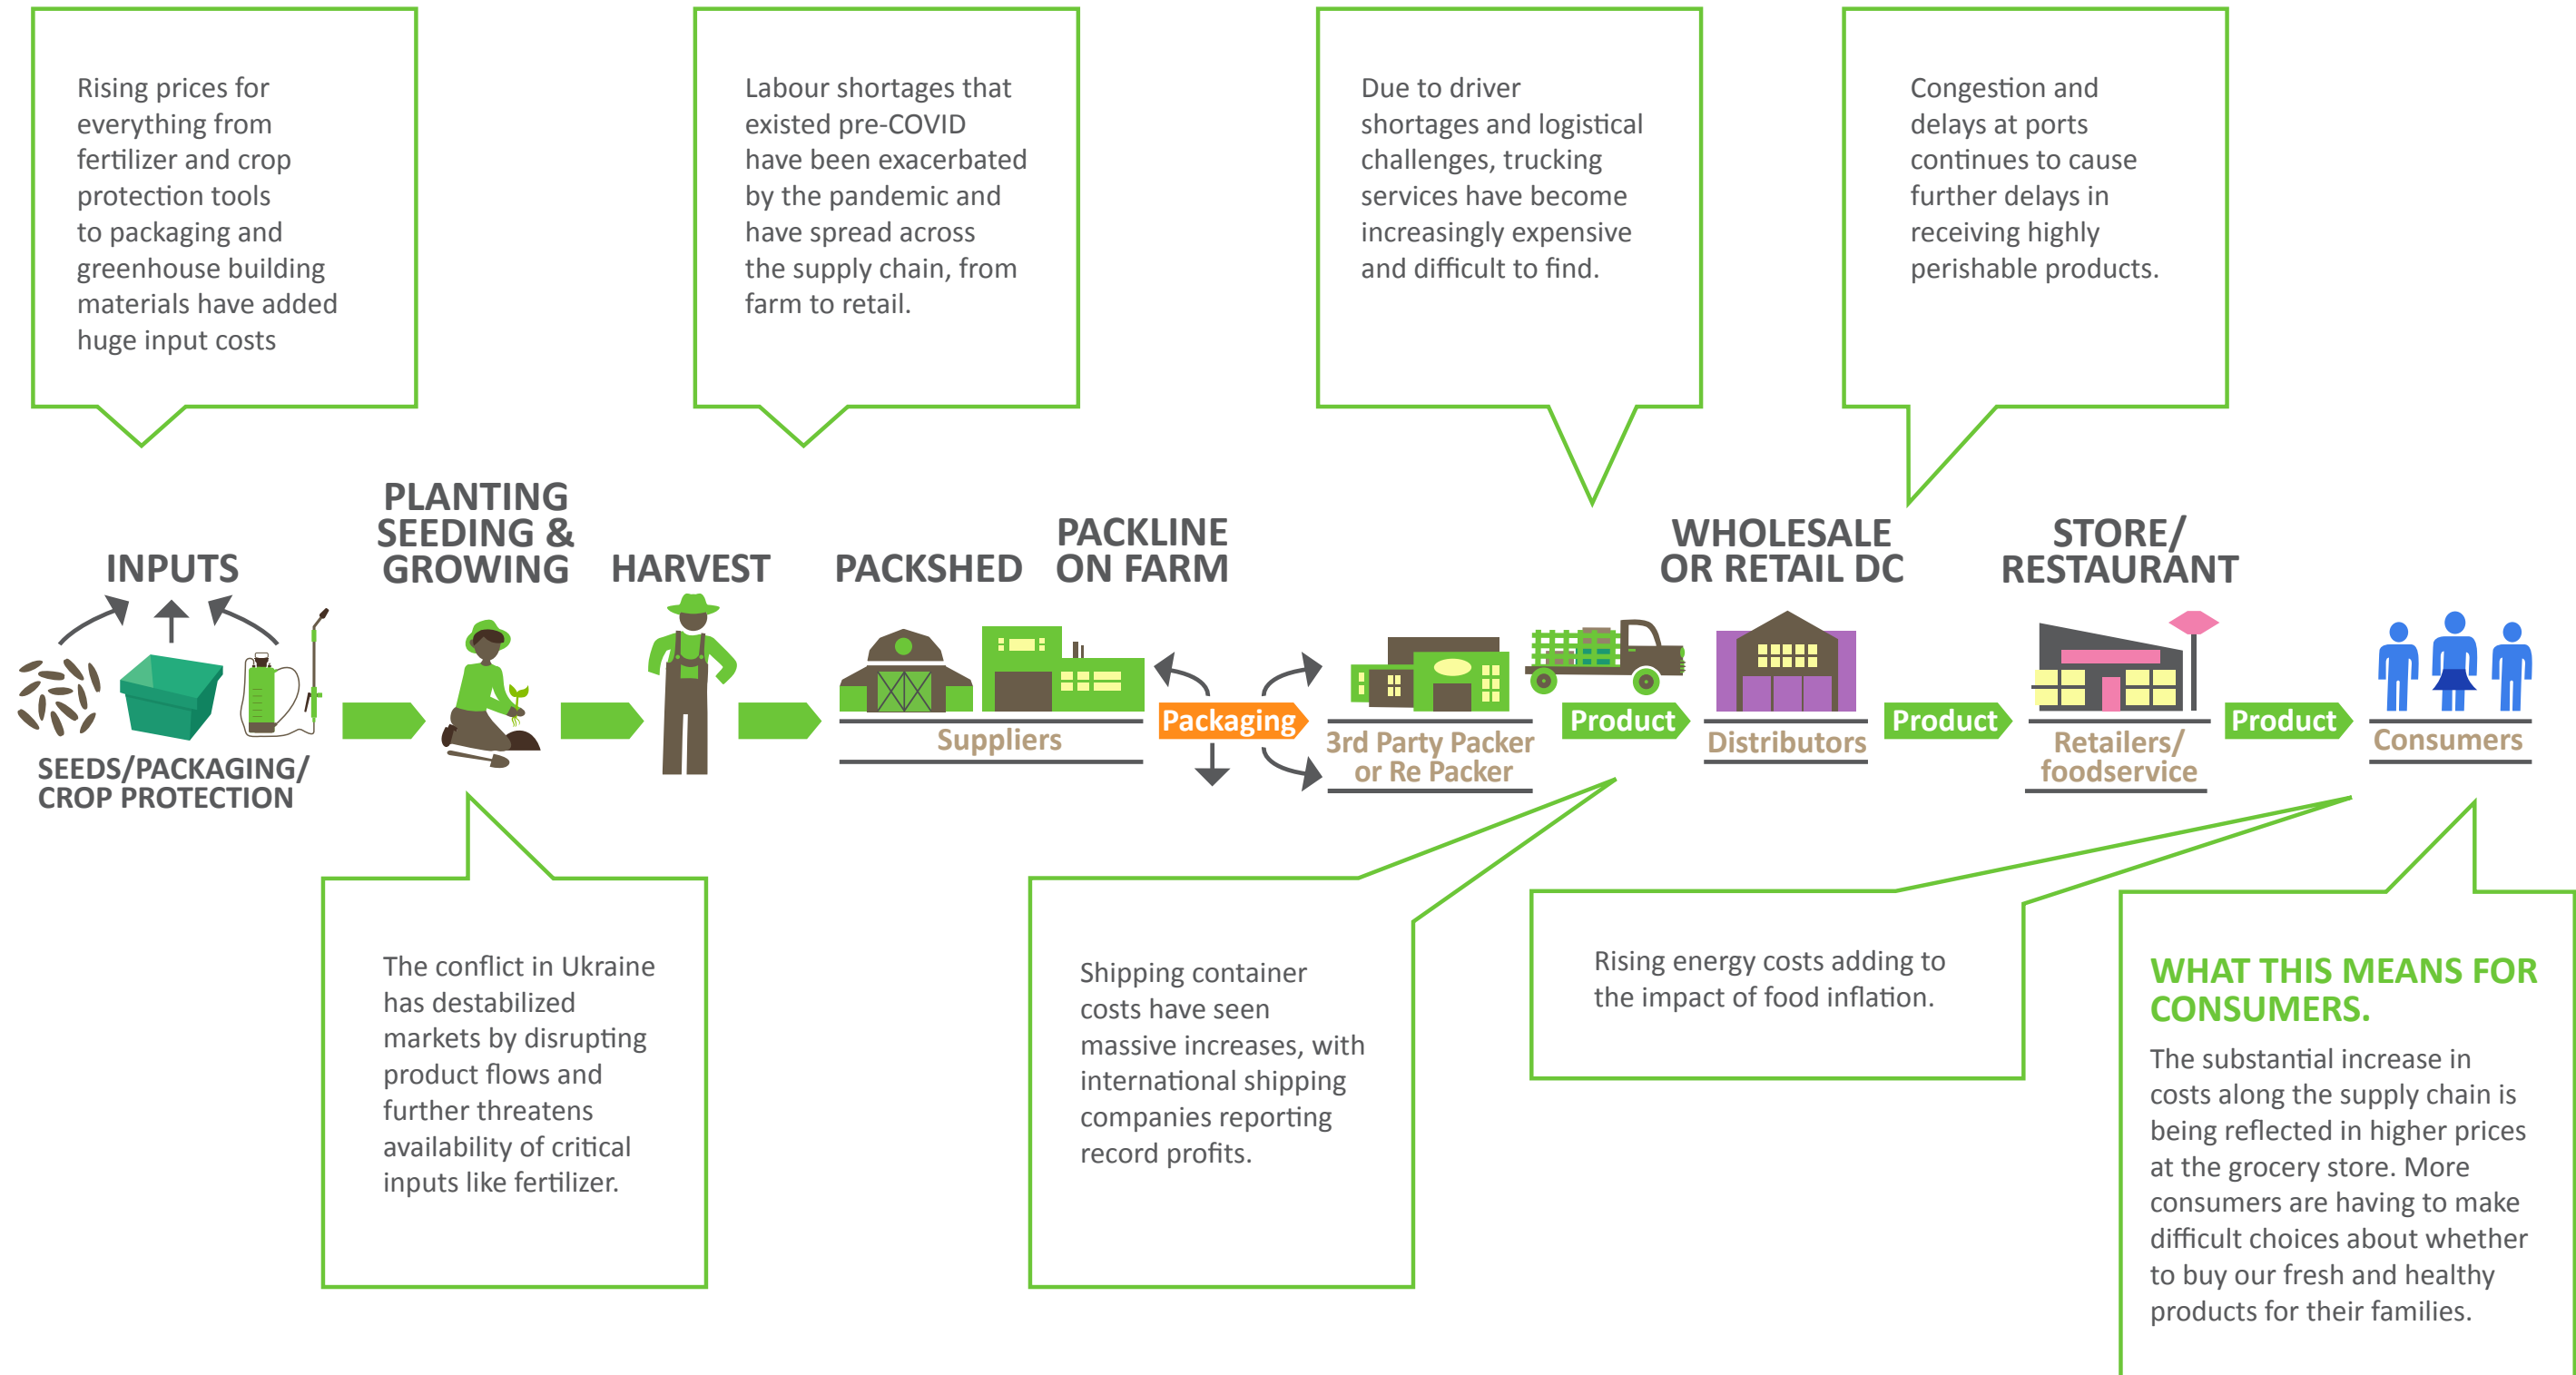 Rising prices for
everything from
fertilizer and crop
protection tools
to packaging and
greenhouse building
materials have added
huge input costs
Labour shortages that
existed pre-COVID
have been exacerbated
by the pandemic and
have spread across
the supply chain, from
farm to retail.
Due to driver
shortages and logistical
challenges, trucking
services have become
increasingly expensive
and difficult to find.
Congestion and
delays at ports
continues to cause
further delays in
receiving highly
perishable products.
INPUTS
PLANTING
SEEDING &
GROWING
HARVEST
PACKSHED
PACKLINE
ON FARM
WHOLESALE
OR RETAIL DC
STORE/
RESTAURANT
SEEDS/PACKAGING/
CROP PROTECTION
Suppliers
Packaging
3rd Party Packer
or Re Packer
Product
Distributors
Product
Retailers/
foodservice
Product
Consumers
The conflict in Ukraine
has destabilized
markets by disrupting
product flows and
further threatens
availability of critical
inputs like fertilizer.
Shipping container
costs have seen
massive increases, with
international shipping
companies reporting
record profits.
Rising energy costs adding to
the impact of food inflation.
WHAT THIS MEANS FOR
CONSUMERS.
The substantial increase in
costs along the supply chain is
being reflected in higher prices
at the grocery store. More
consumers are having to make
difficult choices about whether
to buy our fresh and healthy
products for their families.